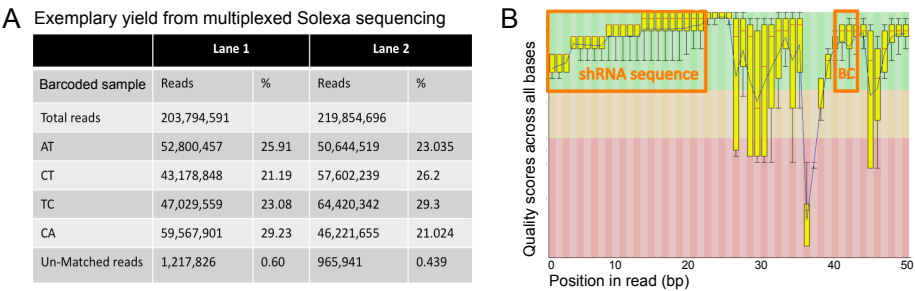 A Exemplary yield from multiplexed Solexa sequencing
Lane 1 Lane 2
Barcoded sample Reads % Reads %
Total reads 203,794,591 219,854,696
AT 52,800,457 25.91 50,644,519 23.035
CT 43,178,848 21.19 57,602,239 26.2
TC 47,029,559 23.08 64,420,342 29.3
CA 59,567,901 29.23 46,221,655 21.024
Un-Matched reads 1,217,826 0.60 965,941 0.439
B
Quality scores across all bases
shRNA sequence
BC
0 10 20 30 40 50
Position in read (bp)